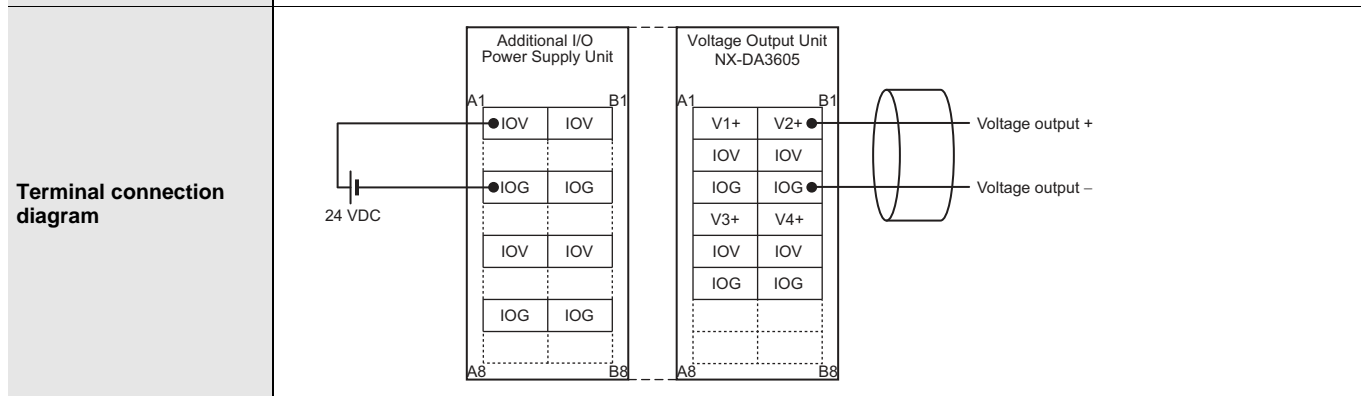 Terminal connection
diagram
24 VDC
Additional I/O
Power Supply Unit
A1 B1
IOV IOV
IOG IOG
IOV IOV
IOG IOG
A8 B8
Voltage Output Unit
NX-DA3605
A1 B1
V1+ V2+
IOV IOV
IOG IOG
V3+ V4+
IOV IOV
IOG IOG
A8 B8
Voltage output +
Voltage output −